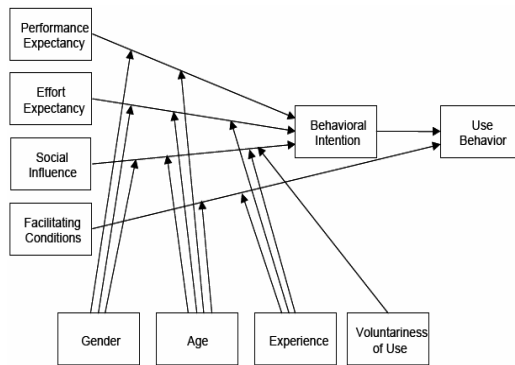 Performance
Expectancy
Effort
Expectancy
Social
Influence
Facilitating
Conditions
Behavioral
Intention
Use
Behavior
Gender
Age
Experience
Voluntariness
of Use